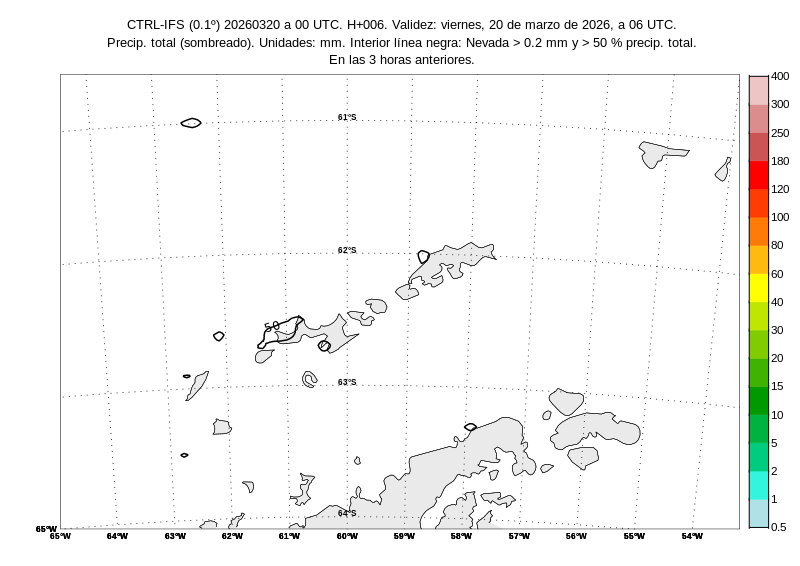 CTRL-IFS (0.1º) 20260320 a 00 UTC. H+006. Validez: viernes, 20 de marzo de 2026, a 06 UTC.
Precip. total (sombreado). Unidades: mm. Interior línea negra: Nevada > 0.2 mm y > 50 % precip. total.
En las 3 horas anteriores.
400
300
250
180
120
100
80
60
40
30
20
15
10
5
2
1
0.5
61°S
62°S
63°S
64°S
65°W
65°W 64°W 63°W 62°W 61°W 60°W 59°W 58°W 57°W 56°W 55°W 54°W